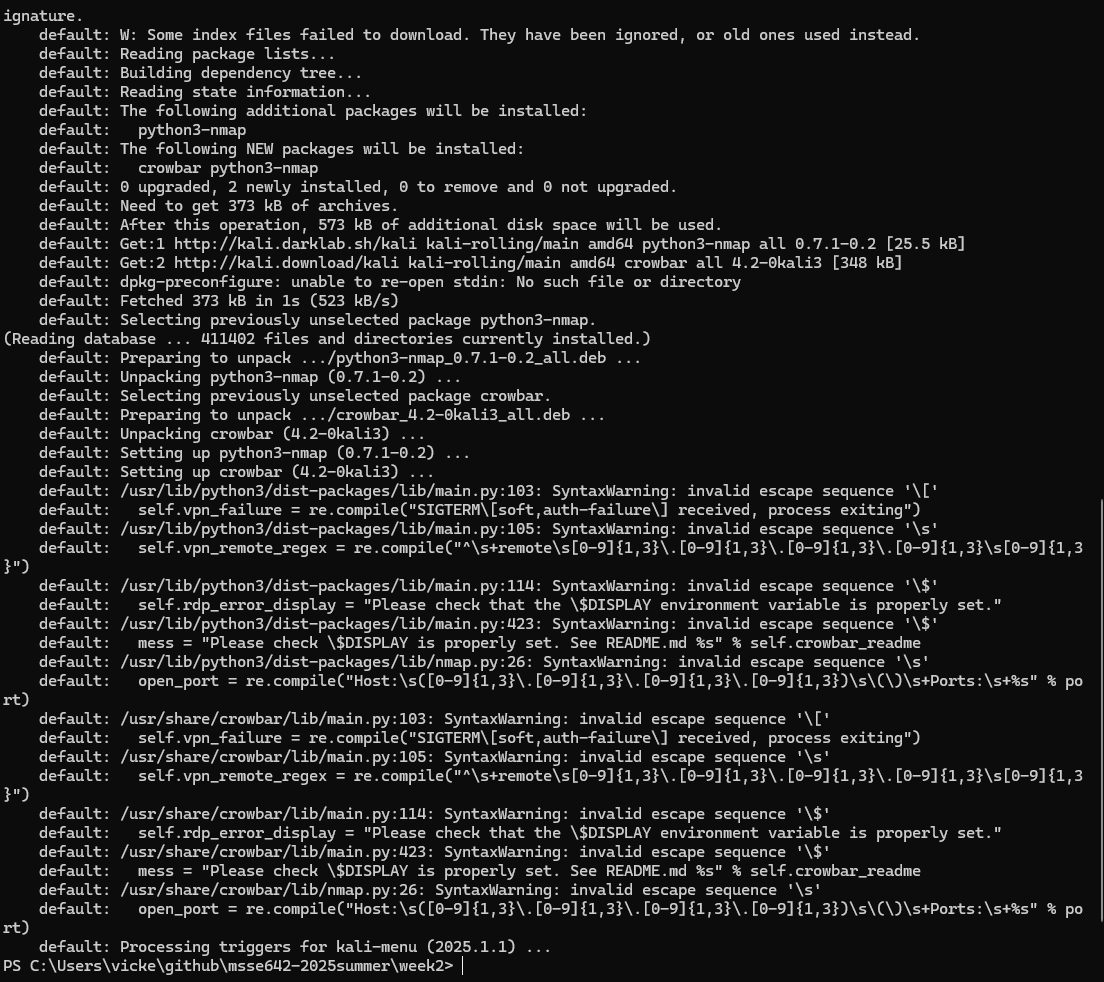 ignature.
    default: W: Some index files failed to download. They have been ignored, or old ones used instead.
    default: Reading package lists...
    default: Building dependency tree...
    default: Reading state information...
    default: The following additional packages will be installed:
    default:   python3-nmap
    default: The following NEW packages will be installed:
    default:   crowbar python3-nmap
    default: 0 upgraded, 2 newly installed, 0 to remove and 0 not upgraded.
    default: Need to get 373 kB of archives.
    default: After this operation, 573 kB of additional disk space will be used.
    default: Get:1 http://kali.darklab.sh/kali kali-rolling/main amd64 python3-nmap all 0.7.1-0.2 [25.5 kB]
    default: Get:2 http://kali.download/kali kali-rolling/main amd64 crowbar all 4.2-0kali3 [348 kB]
    default: dpkg-preconfigure: unable to re-open stdin: No such file or directory
    default: Fetched 373 kB in 1s (523 kB/s)
    default: Selecting previously unselected package python3-nmap.
(Reading database ... 411402 files and directories currently installed.)
    default: Preparing to unpack .../python3-nmap_0.7.1-0.2_all.deb ...
    default: Unpacking python3-nmap (0.7.1-0.2) ...
    default: Selecting previously unselected package crowbar.
    default: Preparing to unpack .../crowbar_4.2-0kali3_all.deb ...
    default: Unpacking crowbar (4.2-0kali3) ...
    default: Setting up python3-nmap (0.7.1-0.2) ...
    default: Setting up crowbar (4.2-0kali3) ...
    default: /usr/lib/python3/dist-packages/lib/main.py:103: SyntaxWarning: invalid escape sequence '\['
    default:   self.vpn_failure = re.compile("SIGTERM\[soft,auth-failure\] received, process exiting")
    default: /usr/lib/python3/dist-packages/lib/main.py:105: SyntaxWarning: invalid escape sequence '\s'
    default:   self.vpn_remote_regex = re.compile("^\s+remote\s[0-9]{1,3}\.[0-9]{1,3}\.[0-9]{1,3}\.[0-9]{1,3}\s[0-9]{1,3
}")
    default: /usr/lib/python3/dist-packages/lib/main.py:114: SyntaxWarning: invalid escape sequence '\$'
    default:   self.rdp_error_display = "Please check that the \$DISPLAY environment variable is properly set."
    default: /usr/lib/python3/dist-packages/lib/main.py:423: SyntaxWarning: invalid escape sequence '\$'
    default:   mess = "Please check \$DISPLAY is properly set. See README.md %s" % self.crowbar_readme
    default: /usr/lib/python3/dist-packages/lib/nmap.py:26: SyntaxWarning: invalid escape sequence '\s'
    default:   open_port = re.compile("Host:\s([0-9]{1,3}\.[0-9]{1,3}\.[0-9]{1,3}\.[0-9]{1,3})\s\(\)\s+Ports:\s+%s" % po
rt)
    default: /usr/share/crowbar/lib/main.py:103: SyntaxWarning: invalid escape sequence '\['
    default:   self.vpn_failure = re.compile("SIGTERM\[soft,auth-failure\] received, process exiting")
    default: /usr/share/crowbar/lib/main.py:105: SyntaxWarning: invalid escape sequence '\s'
    default:   self.vpn_remote_regex = re.compile("^\s+remote\s[0-9]{1,3}\.[0-9]{1,3}\.[0-9]{1,3}\.[0-9]{1,3}\s[0-9]{1,3
}")
    default: /usr/share/crowbar/lib/main.py:114: SyntaxWarning: invalid escape sequence '\$'
    default:   self.rdp_error_display = "Please check that the \$DISPLAY environment variable is properly set."
    default: /usr/share/crowbar/lib/main.py:423: SyntaxWarning: invalid escape sequence '\$'
    default:   mess = "Please check \$DISPLAY is properly set. See README.md %s" % self.crowbar_readme
    default: /usr/share/crowbar/lib/nmap.py:26: SyntaxWarning: invalid escape sequence '\s'
    default:   open_port = re.compile("Host:\s([0-9]{1,3}\.[0-9]{1,3}\.[0-9]{1,3}\.[0-9]{1,3})\s\(\)\s+Ports:\s+%s" % po
rt)
    default: Processing triggers for kali-menu (2025.1.1) ...
PS C:\Users\vicke\github\msse642-2025summer\week2>